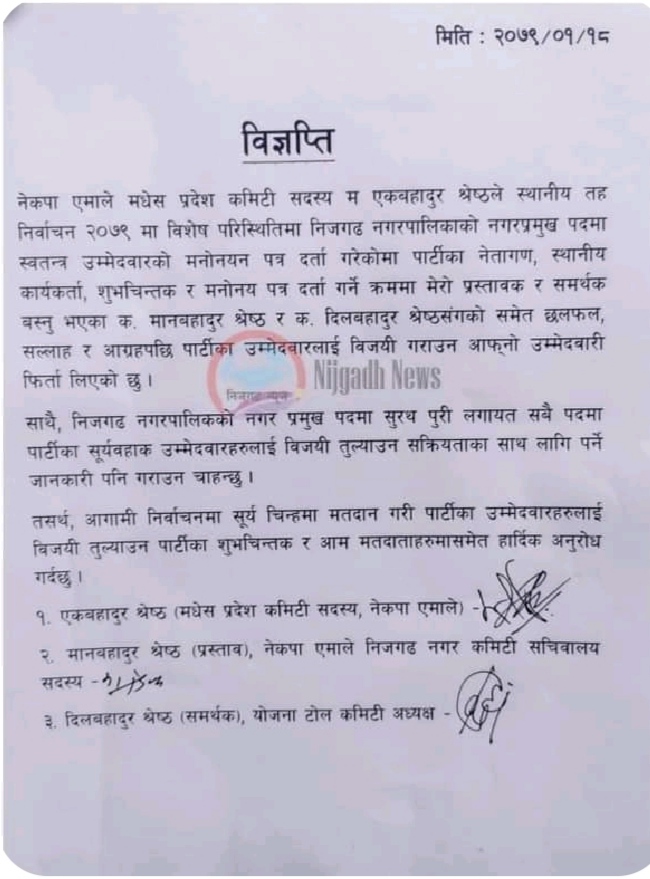 मिति : २०७९/०१/१८
विज्ञप्ति
नेकपा एमाले मधेस प्रदेश कमिटी सदस्य म एकबहादुर श्रेष्ठले स्थानीय तह
निर्वाचन २०७९ मा विशेष परिस्थितिमा निजगढ नगरपालिकाको नगरप्रमुख पदमा
स्वतन्त्र उम्मेदवारको मनोनयन पत्र दर्ता गरेकोमा पार्टीका नेतागण, स्थानीय
कार्यकर्ता, शुभचिन्तक र मनोनय पत्र दर्ता गर्ने क्रममा मेरो प्रस्तावक र समर्थक
बस्नु भएका क. मानबहादुर श्रेष्ठ र क. दिलबहादुर श्रेष्ठसंगको समेत छलफल,
सल्लाह र आग्रहपछि पार्टीका उम्मेदवारलाई विजयी गराउन आफ्नो उम्मेदवारी
फिर्ता लिएको छु ।
निजगढ न्यूज
Nijgadh News
साथै, निजगढ नगरपालिकको नगर प्रमुख पदमा सुरथ पुरी लगायत सबै पदमा
पार्टीका सूर्यवहाक उम्मेदवारहरुलाई विजयी तुल्याउन सक्रियताका साथ लागि पर्ने
जानकारी पनि गराउन चाहन्छु ।
तसर्थ, आगामी निर्वाचनमा सूर्य चिन्हमा मतदान गरी पार्टीका उम्मेदवारहरुलाई
विजयी तुल्याउन पार्टीका शुभचिन्तक र आम मतदाताहरुमासमेत हार्दिक अनुरोध
गर्दछु ।
१. एकबहादुर श्रेष्ठ (मधेस प्रदेश कमिटी सदस्य, नेकपा एमाले) -
२. मानबहादुर श्रेष्ठ (प्रस्ताव), नेकपा एमाले निजगढ नगर कमिटी सचिबालय
सदस्य -
३. दिलबहादुर श्रेष्ठ (समर्थक), योजना टोल कमिटी अध्यक्ष -